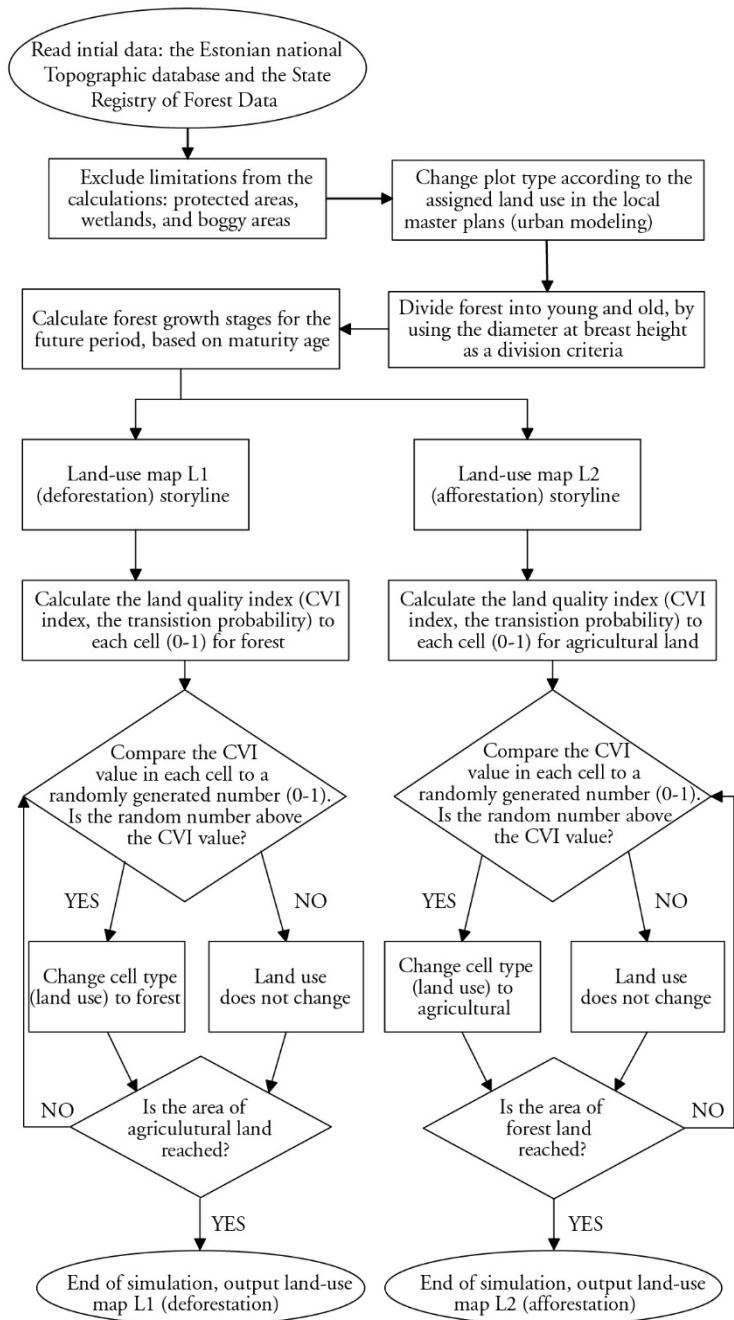 Read intial data: the Estonian national
Topographic database and the State
Registry of Forest Data
Exclude limitations from the
calculations: protected areas,
wetlands, and boggy areas
Change plot type according to the
assigned land use in the local
master plans (urban modeling)
Calculate forest growth stages for the
future period, based on maturity age
Divide forest into young and old, by
using the diameter at breast height
as a division criteria
Land-use map L1
(deforestation) storyline
Land-use map L2
(afforestation) storyline
Calculate the land quality index (CVI
index, the transistion probability) to
each cell (0-1) for forest
Calculate the land quality index (CVI
index, the transistion probability) to
each cell (0-1) for agricultural land
Compare the CVI
value in each cell to a
randomly generated number (0-1).
Is the random number above
the CVI value?
Compare the CVI
value in each cell to a
randomly generated number (0-1).
Is the random number above
the CVI value?
YES
NO
YES
NO
Change cell type
(land use) to forest
Land use
does not change
Change cell type
(land use) to
agricultural
Land use
does not change
NO
Is the area of
agriculutural land
reached?
Is the area of
forest land
reached?
NO
YES
YES
End of simulation, output land-use
map L1 (deforestation)
End of simulation, output land-use
map L2 (afforestation)